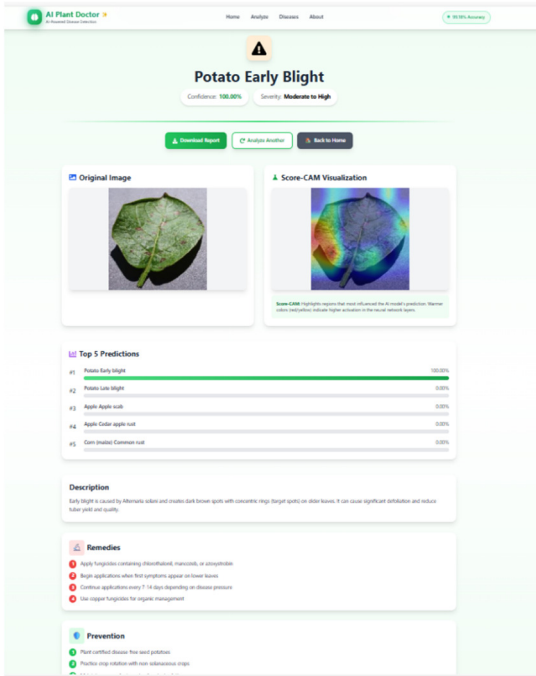 AI Plant Doctor
AI-Powered Disease Detection
Home Analyze Diseases About
Accuracy
Potato Early Blight
Confidence: 100.00%
Severity: Moderate to High
Download Report
Analyze Another
Back to Home
Original Image
Score-CAM Visualization
Score-CAM: Highlights regions that most influenced the AI model's prediction. Warmer
colors (red/yellow) indicate higher activation in the neural network layers.
Top 5 Predictions
#1 Potato Early blight 100.00%
#2 Potato Late blight 0.00%
#3 Apple Apple scab 0.00%
#4 Apple Cedar apple rust 0.00%
#5 Corn (maize) Common rust 0.00%
Description
Early blight is caused by Alternaria solani and creates dark brown spots with concentric rings (target spots) on older leaves. It can cause significant defoliation and reduce
tuber yield and quality.
Remedies
1 Apply fungicides containing chlorothalonil, mancozeb, or azoxystrobin
2 Begin applications when first symptoms appear on lower leaves
3 Continue applications every 7-14 days depending on disease pressure
4 Use copper fungicides for organic management
Prevention
1 Plant certified disease-free seed potatoes
2 Practice crop rotation with non-solanaceous crops